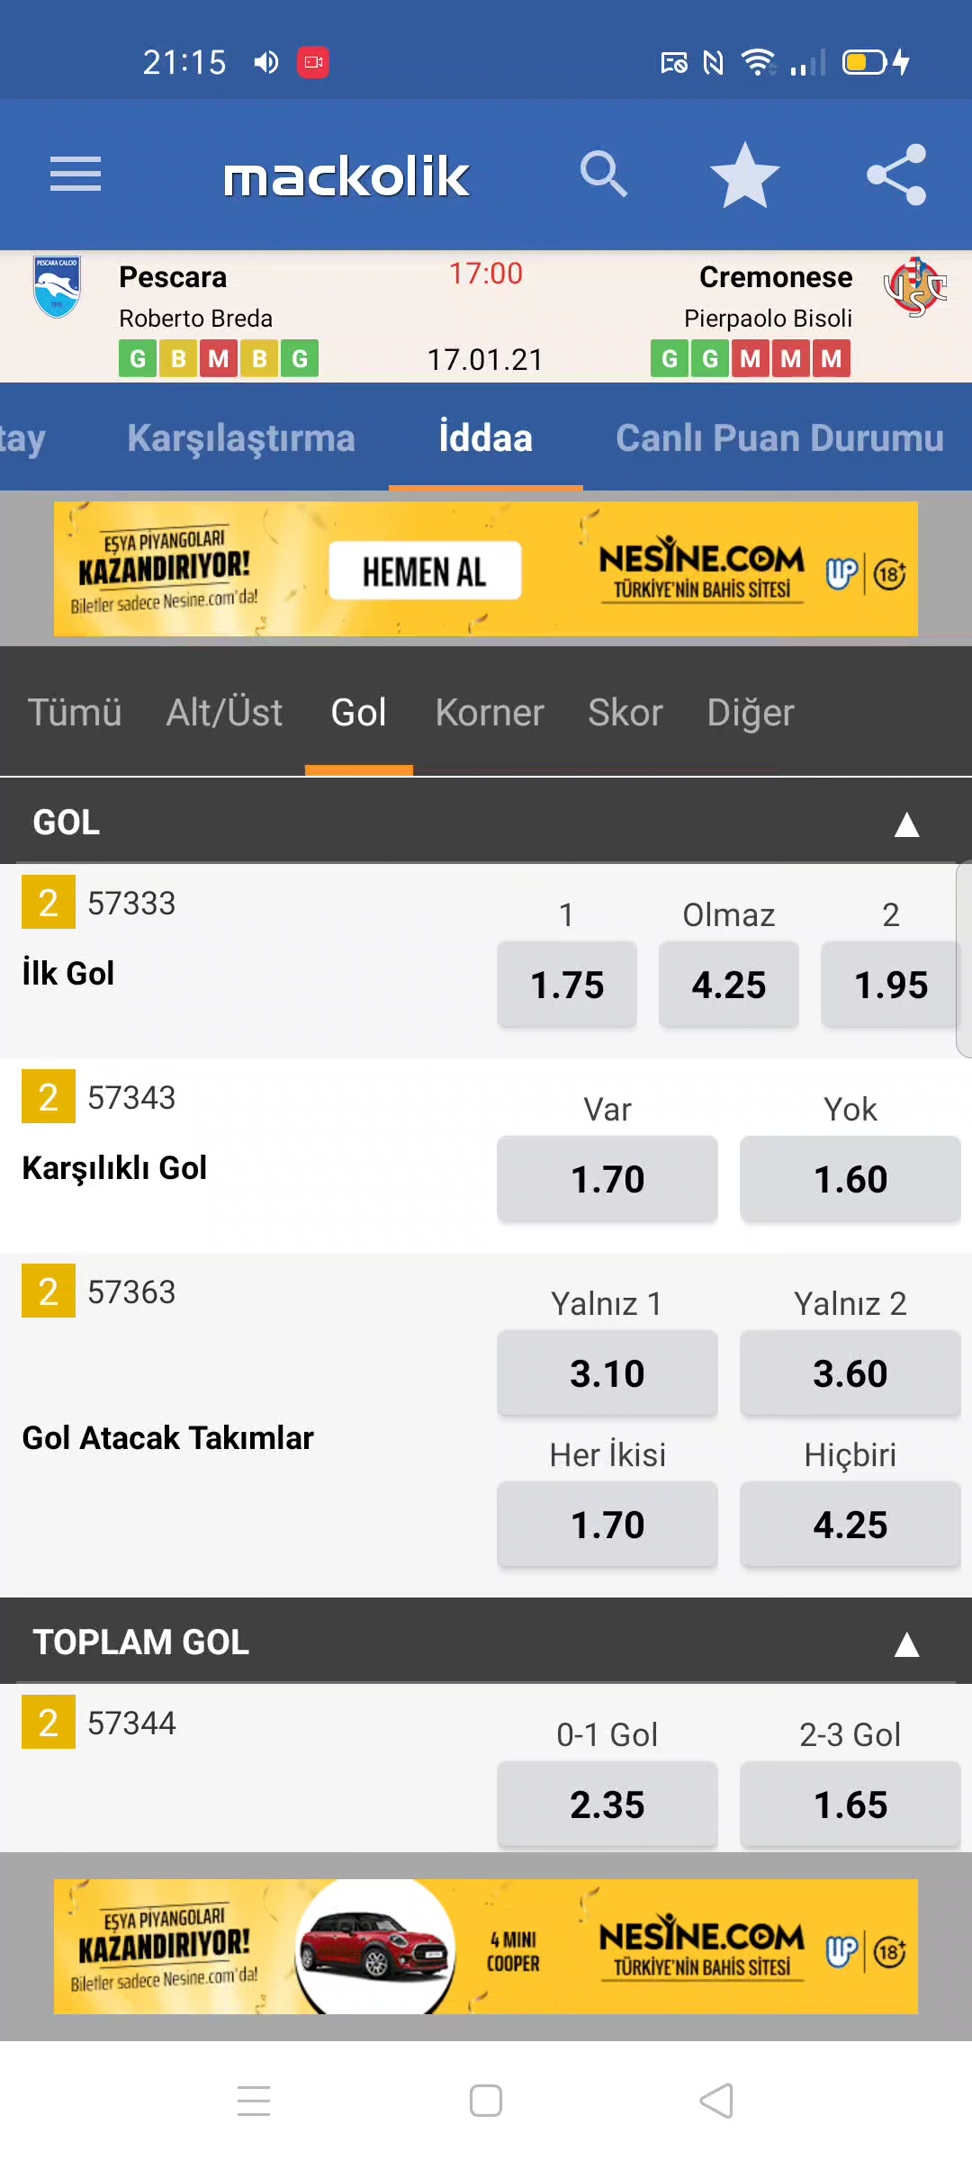 21:15
mackolik
PESCARA CALCIO
Pescara
17:00
Cremonese
Roberto Breda
Pierpaolo Bisoli
G B M B G
17.01.21
G G M M M
tay
Karşılaştırma
İddaa
Canlı Puan Durumu
EŞYA PİYANGOLARI
KAZANDIRIYOR!
Biletler sadece Nesine.com'da!
HEMEN AL
NESİNE.COM
TÜRKİYE'NİN BAHİS SİTESİ
18+
Tümü
Alt/Üst
Gol
Korner
Skor
Diğer
GOL
2 57333
1
Olmaz
2
İlk Gol
1.75
4.25
1.95
2 57343
Var
Yok
Karşılıklı Gol
1.70
1.60
2 57363
Yalnız 1
Yalnız 2
3.10
3.60
Gol Atacak Takımlar
Her İkisi
Hiçbiri
1.70
4.25
TOPLAM GOL
2 57344
0-1 Gol
2-3 Gol
2.35
1.65
EŞYA PİYANGOLARI
KAZANDIRIYOR!
Biletler sadece Nesine.com'da!
4 MINI
COOPER
NESİNE.COM
TÜRKİYE'NİN BAHİS SİTESİ
18+